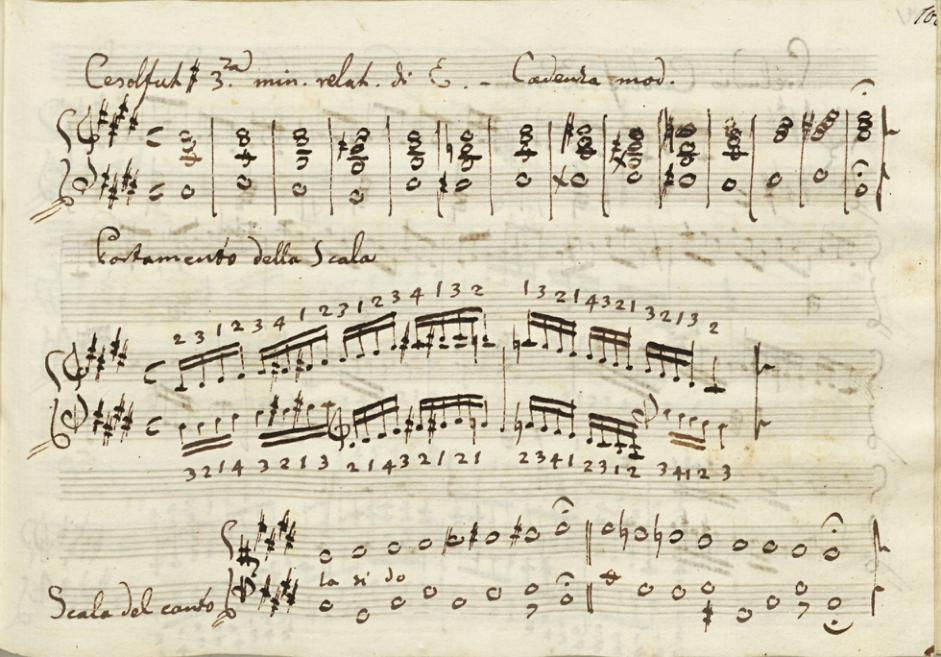 Cesolfut # 3.za min. relat. di E. - Cadenza mod.
Portamento della Scala
2 3 1 2 3 4 1 2 3 1 2 3 4 1 3 2 1 3 2 1 4 3 2 1 3 2 1 3 2
3 2 1 4 3 2 1 3 2 1 4 3 2 1 2 1 2 3 4 1 2 3 1 2 3 4 1 2 3
la si do
Scala del canto